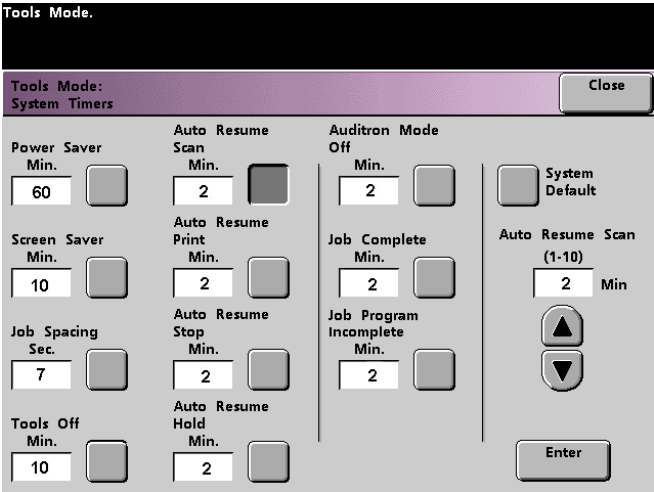 Tools Mode.
Tools Mode:
System Timers
Close
Power Saver
Min.
60
Screen Saver
Min.
10
Job Spacing
Sec.
7
Tools Off
Min.
10
Auto Resume
Scan
Min.
2
Auto Resume
Print
Min.
2
Auto Resume
Stop
Min.
2
Auto Resume
Hold
Min.
2
Auditron Mode
Off
Min.
2
Job Complete
Min.
2
Job Program
Incomplete
Min.
2
System
Default
Auto Resume Scan
(1-10)
2 Min
Enter